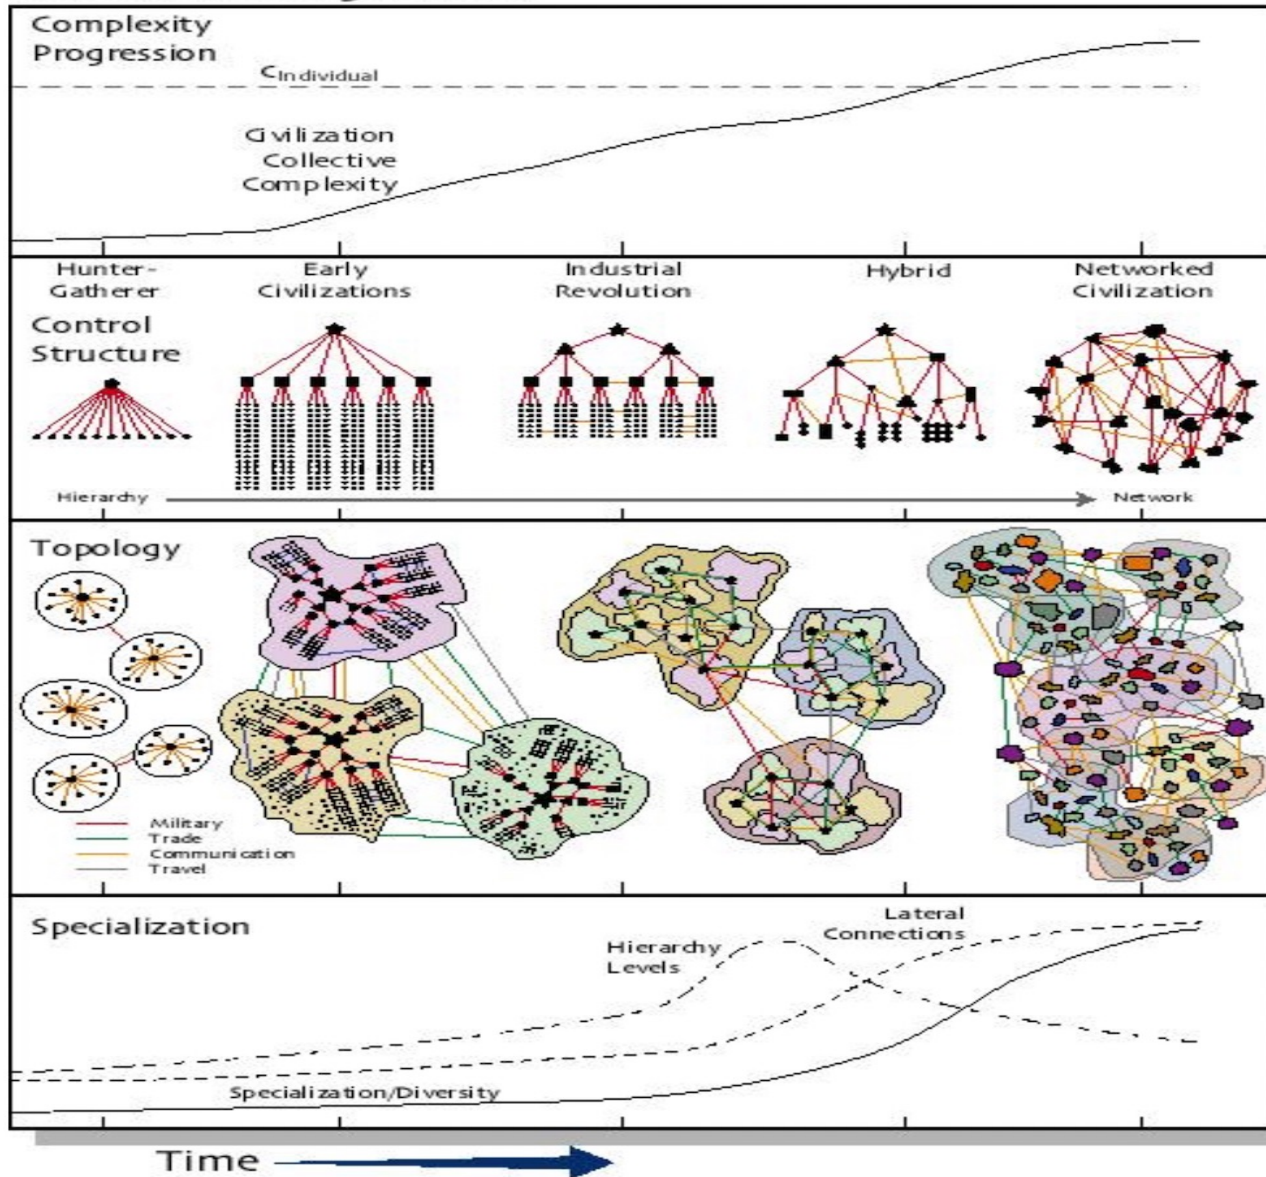 Complexity
Progression
CIndividual
Civilization
Collective
Complexity
Hunter-
Gatherer
Early
Civilizations
Industrial
Revolution
Hybrid
Networked
Civilization
Control
Structure
Hierarchy
Network
Topology
Military
Trade
Communication
Travel
Specialization
Hierarchy
Levels
Lateral
Connections
Specialization/Diversity
Time